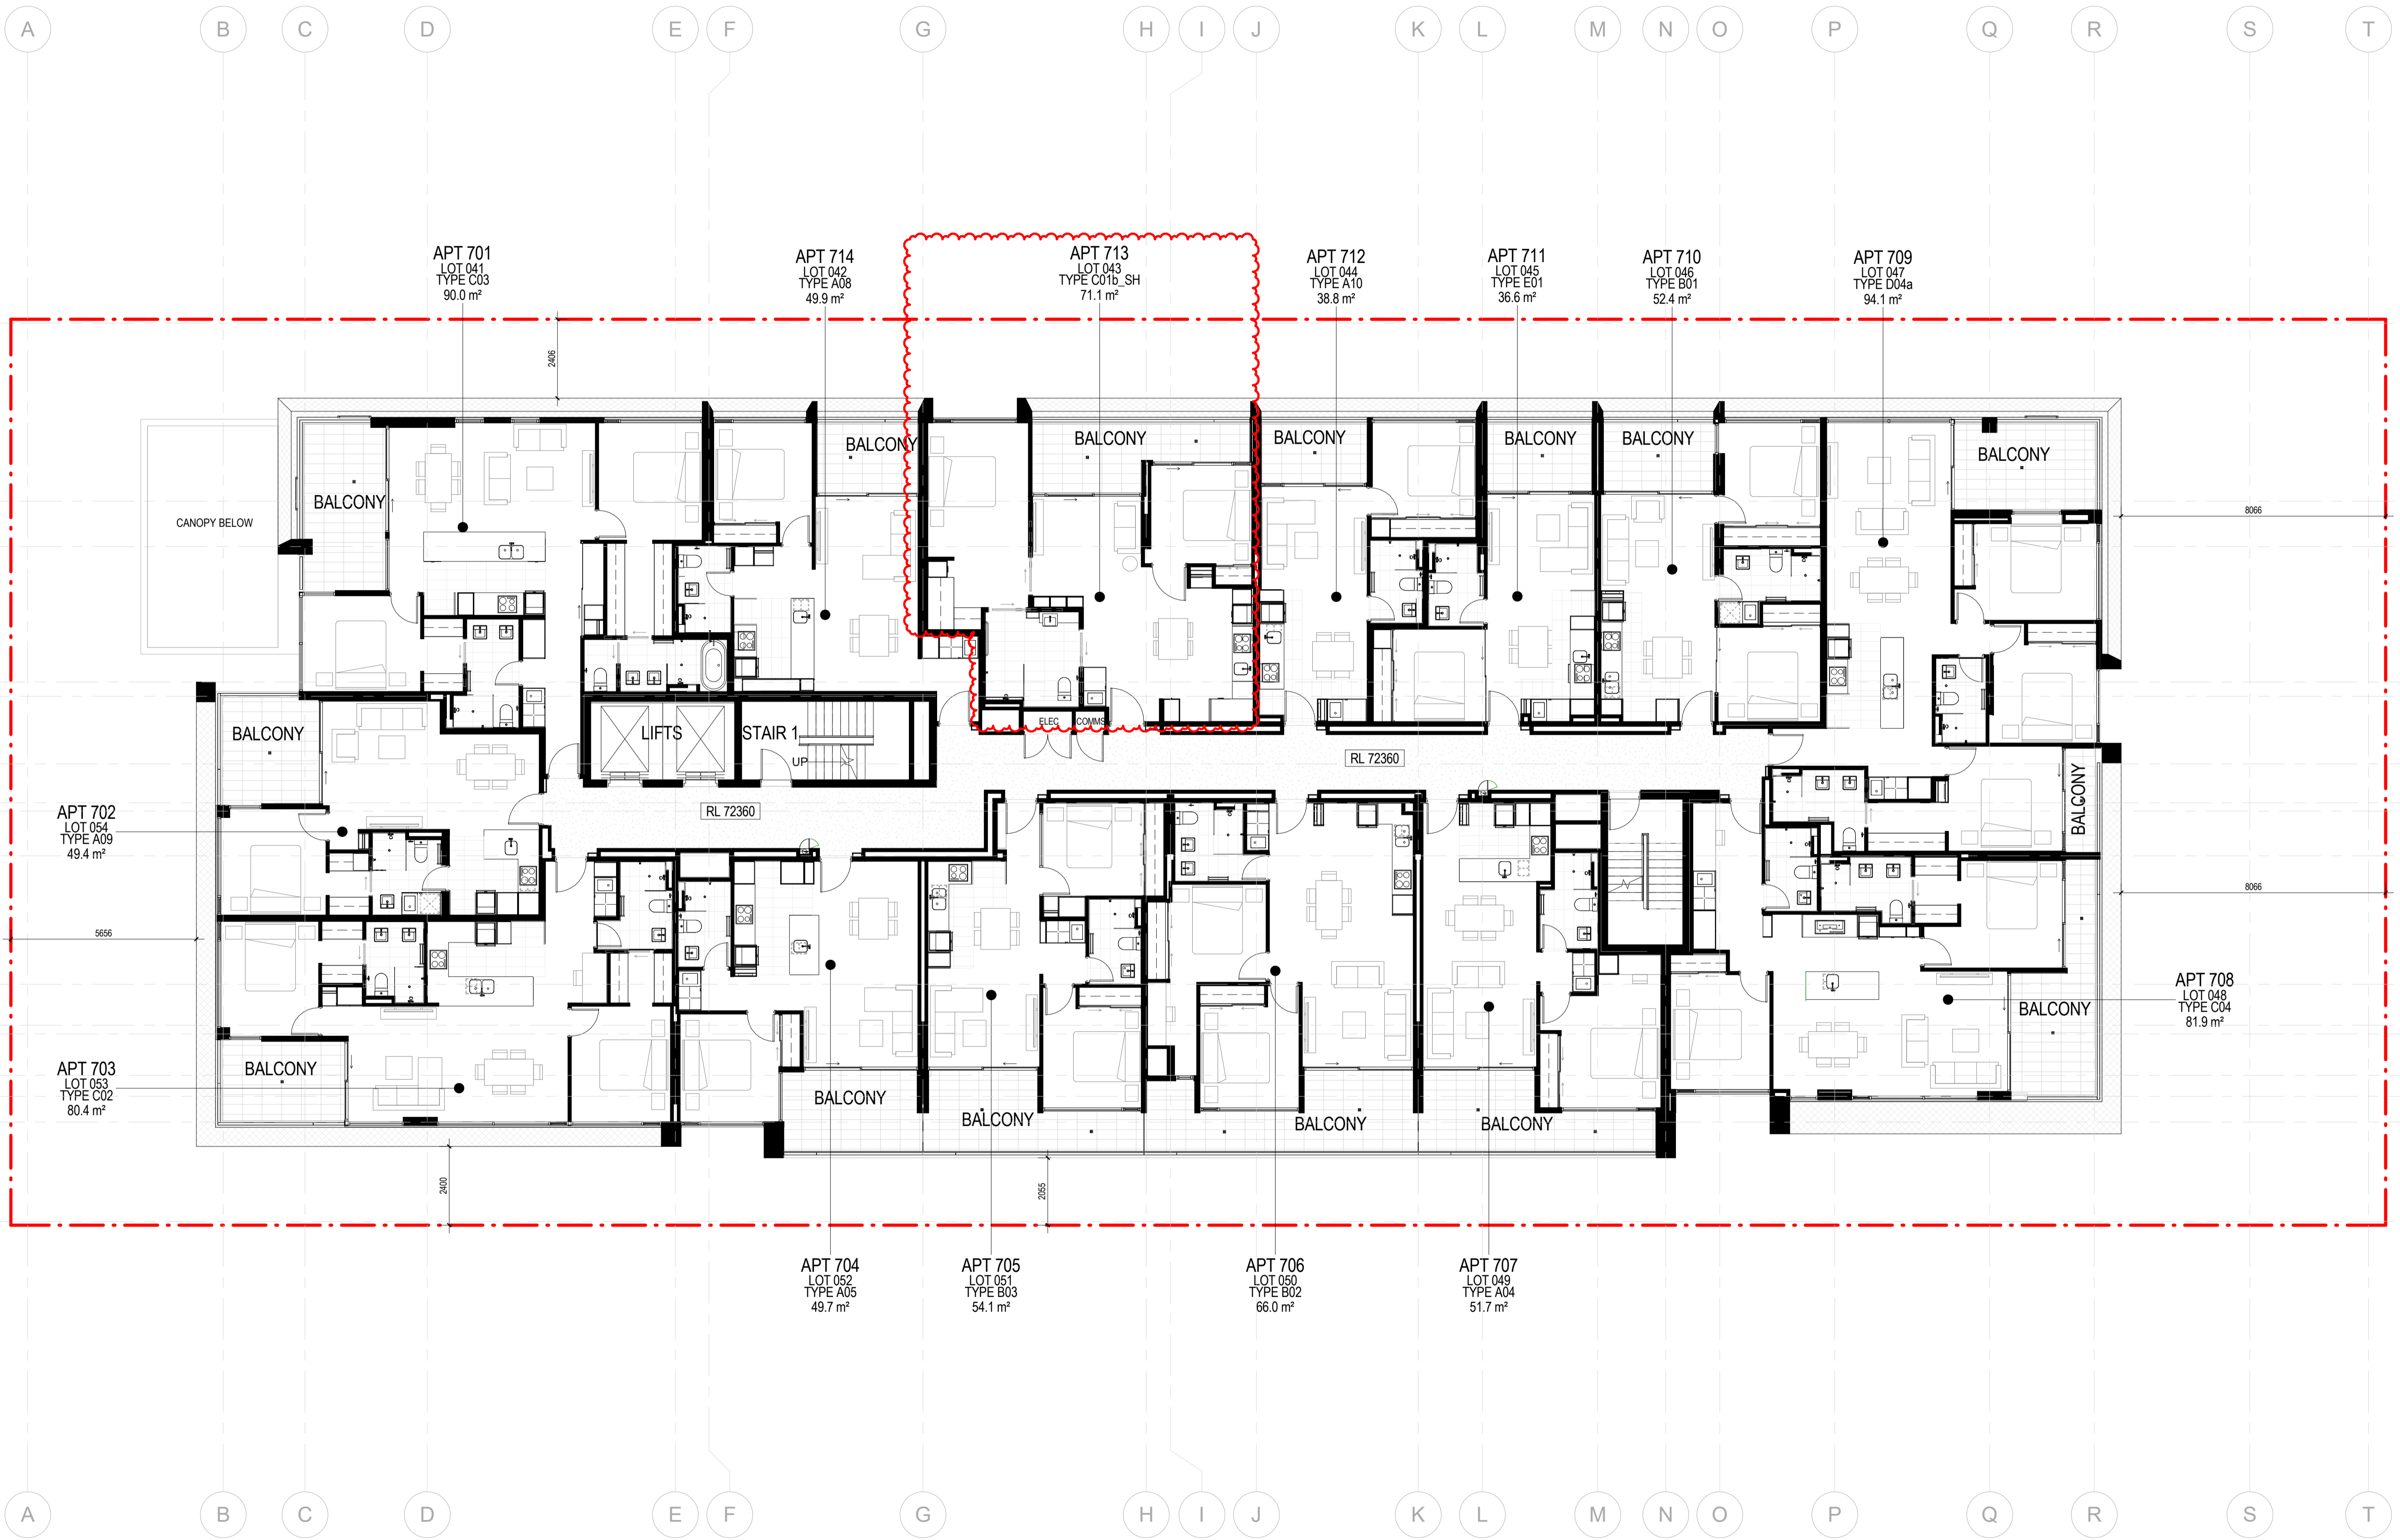 A B C D E F G H I J K L M N O P Q R S T
APT 701
LOT 041
TYPE C03
90.0 m²
APT 714
LOT 042
TYPE A08
49.9 m²
APT 713
LOT 043
TYPE C01b_SH
71.1 m²
APT 712
LOT 044
TYPE A10
38.8 m²
APT 711
LOT 045
TYPE E01
36.6 m²
APT 710
LOT 046
TYPE B01
52.4 m²
APT 709
LOT 047
TYPE D04a
94.1 m²
2406
BALCONY
BALCONY
BALCONY
BALCONY
BALCONY
BALCONY
BALCONY
BALCONY
CANOPY BELOW
8066
ELEC
COMMS
BALCONY
LIFTS
STAIR 1
UP
RL 72360
RL 72360
BALCONY
APT 702
LOT 054
TYPE A09
49.4 m²
8066
5656
APT 708
LOT 048
TYPE C04
81.9 m²
BALCONY
APT 703
LOT 053
TYPE C02
80.4 m²
BALCONY
BALCONY
BALCONY
BALCONY
BALCONY
2400
2055
APT 704
LOT 052
TYPE A05
49.7 m²
APT 705
LOT 051
TYPE B03
54.1 m²
APT 706
LOT 050
TYPE B02
66.0 m²
APT 707
LOT 049
TYPE A04
51.7 m²
A B C D E F G H I J K L M N O P Q R S T